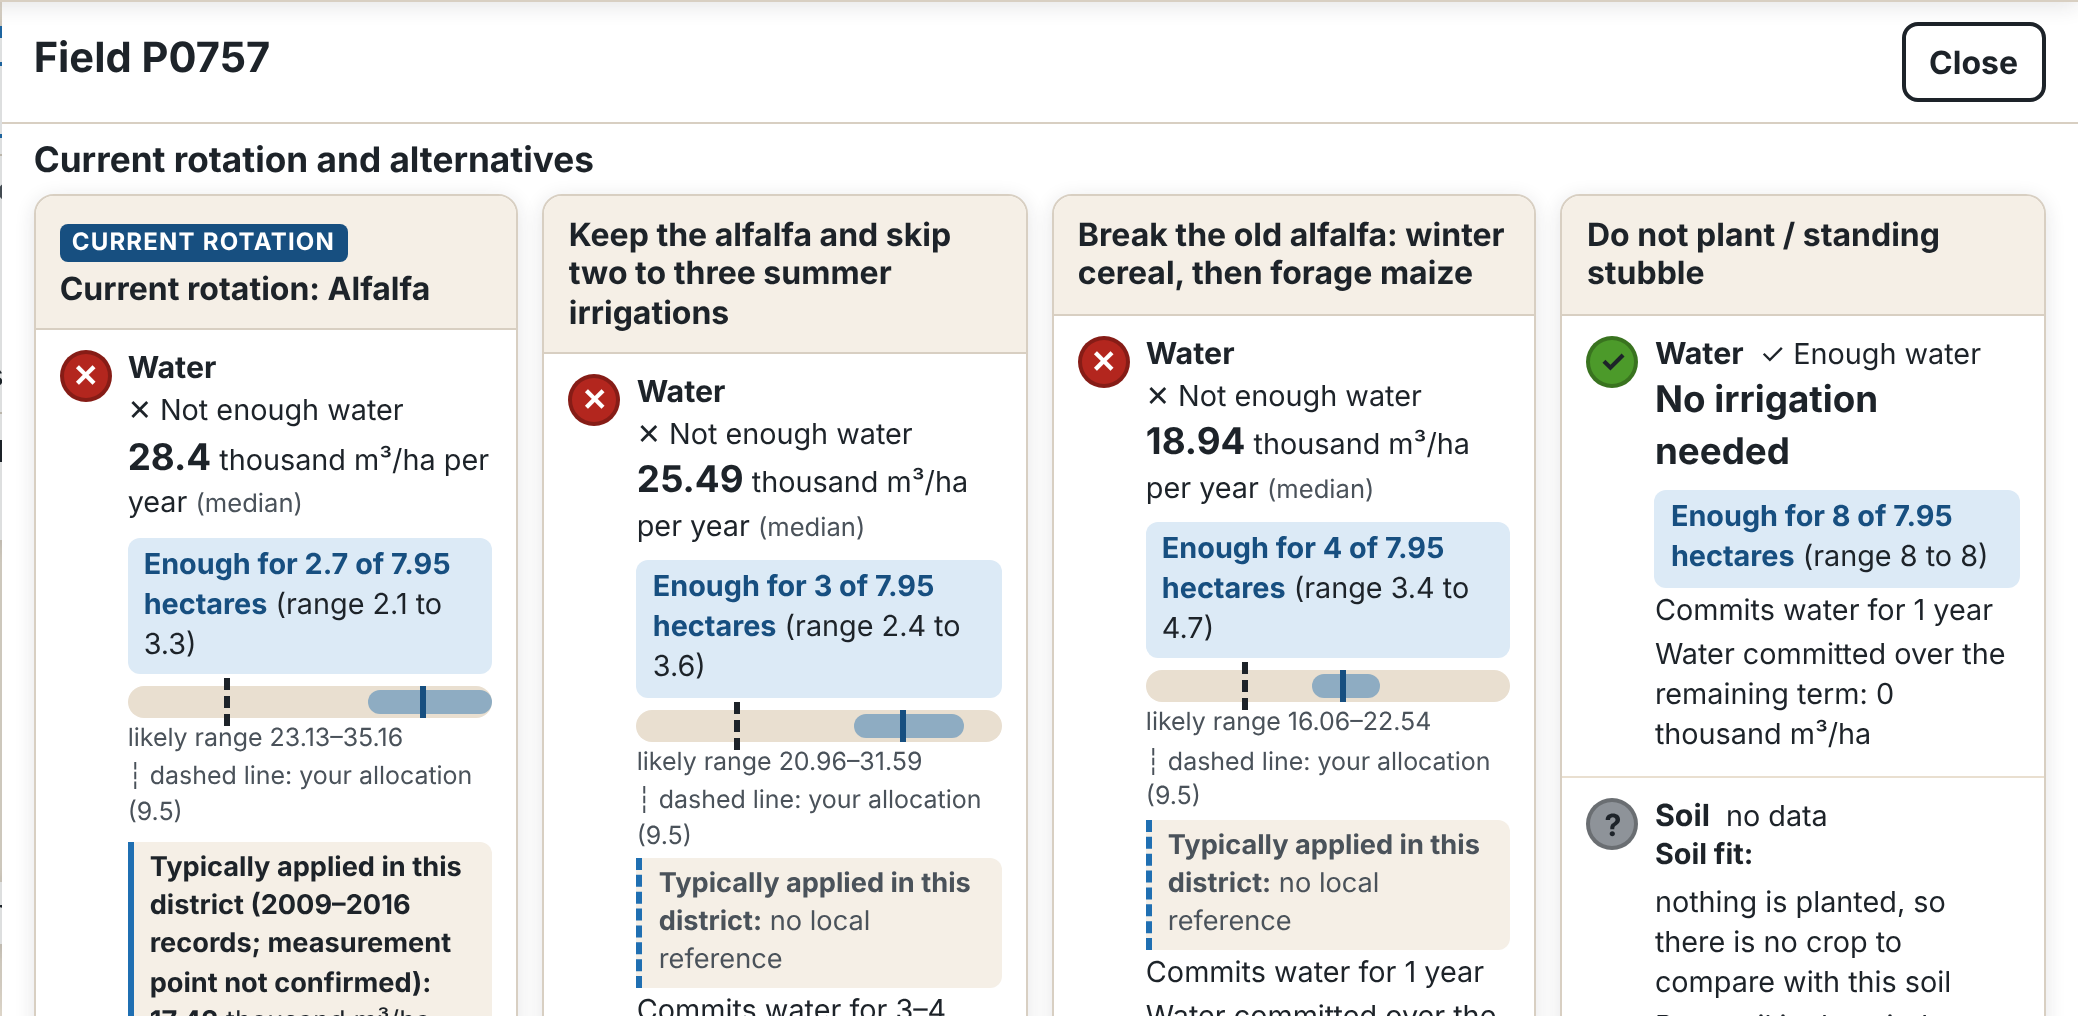 Field P0757
Close
Current rotation and alternatives
CURRENT ROTATION
Current rotation: Alfalfa
Water
✕ Not enough water
28.4 thousand m³/ha per
year (median)
Enough for 2.7 of 7.95
hectares (range 2.1 to
3.3)
likely range 23.13–35.16
┆ dashed line: your allocation
(9.5)
Typically applied in this
district (2009–2016
records; measurement
point not confirmed):
Keep the alfalfa and skip
two to three summer
irrigations
Water
✕ Not enough water
25.49 thousand m³/ha
per year (median)
Enough for 3 of 7.95
hectares (range 2.4 to
3.6)
likely range 20.96–31.59
┆ dashed line: your allocation
(9.5)
Typically applied in this
district: no local
reference
Commits water for 3–4
Break the old alfalfa: winter
cereal, then forage maize
Water
✕ Not enough water
18.94 thousand m³/ha
per year (median)
Enough for 4 of 7.95
hectares (range 3.4 to
4.7)
likely range 16.06–22.54
┆ dashed line: your allocation
(9.5)
Typically applied in this
district: no local
reference
Commits water for 1 year
Water committed over the
Do not plant / standing
stubble
Water ✓ Enough water
No irrigation
needed
Enough for 8 of 7.95
hectares (range 8 to 8)
Commits water for 1 year
Water committed over the
remaining term: 0
thousand m³/ha
? Soil no data
Soil fit:
nothing is planted, so
there is no crop to
compare with this soil